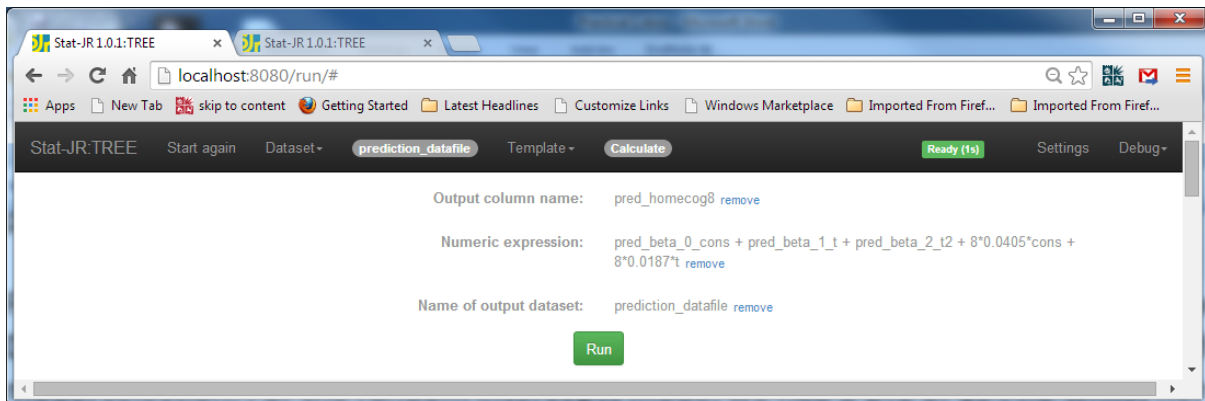 Stat-JR 1.0.1:TREE Stat-JR 1.0.1:TREE
localhost:8080/run/#
Apps New Tab skip to content Getting Started Latest Headlines Customize Links Windows Marketplace Imported From Firef... Imported From Firef...
Stat-JR:TREE Start again Dataset prediction_datafile Template Calculate Ready (1s) Settings Debug
Output column name: pred_homecog8 remove
Numeric expression: pred_beta_0_cons + pred_beta_1_t + pred_beta_2_t2 + 8*0.0405*cons +
8*0.0187*t remove
Name of output dataset: prediction_datafile remove
Run